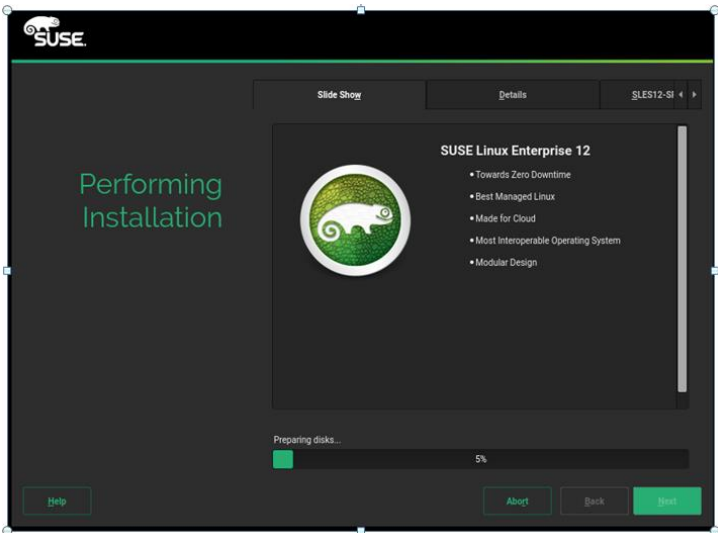 SUSE.
Slide Show
Details
SLES12-SP
Performing
Installation
SUSE Linux Enterprise 12
• Towards Zero Downtime
• Best Managed Linux
• Made for Cloud
• Most Interoperable Operating System
• Modular Design
Preparing disks...
5%
Help
Abort
Back
Next